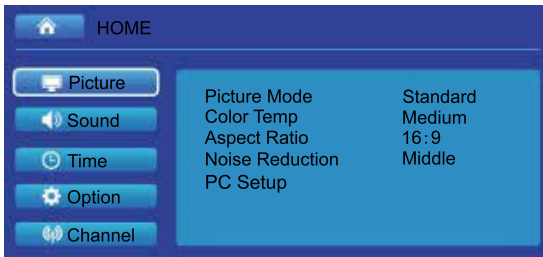 HOME
Picture
Sound
Time
Option
Channel
Picture Mode Standard
Color Temp Medium
Aspect Ratio 16:9
Noise Reduction Middle
PC Setup